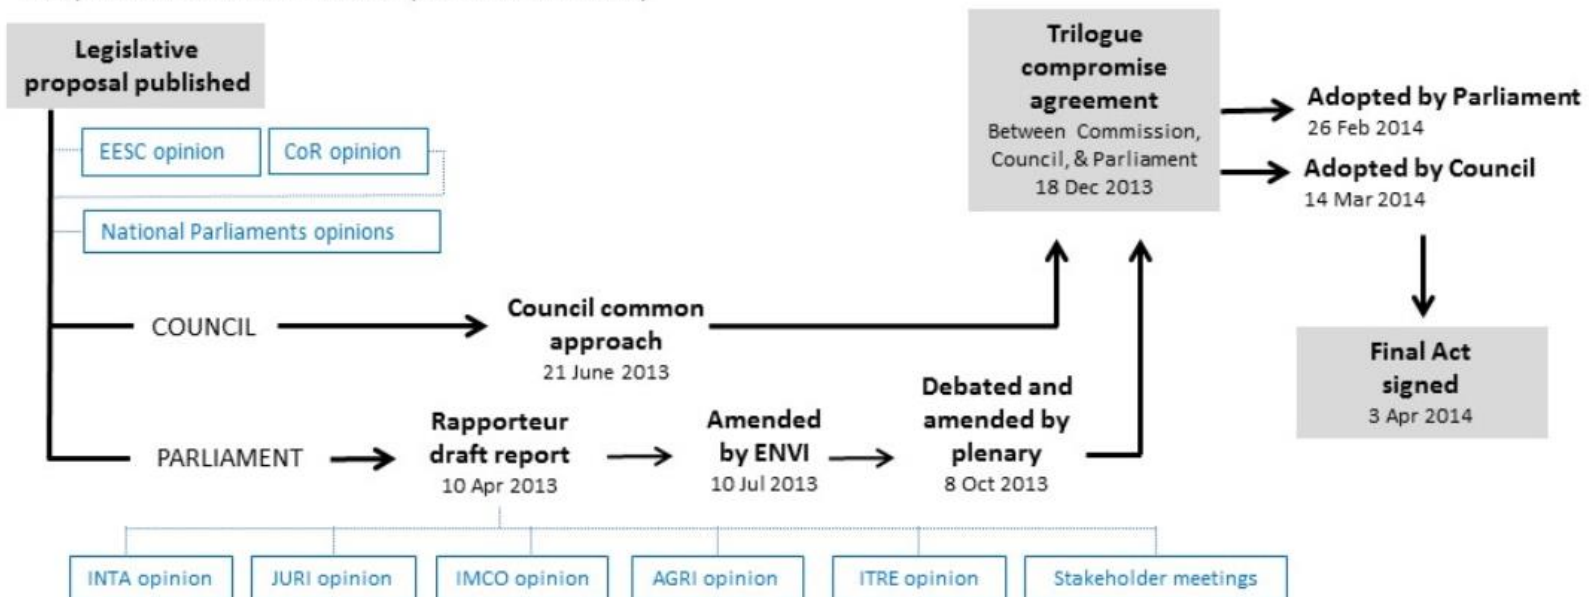 Legislative
proposal published
EESC opinion
CoR opinion
National Parliaments opinions
COUNCIL
Council common
approach
21 June 2013
PARLIAMENT
Rapporteur
draft report
10 Apr 2013
Amended
by ENVI
10 Jul 2013
Debated and
amended by
plenary
8 Oct 2013
Trilogue
compromise
agreement
Between Commission,
Council, & Parliament
18 Dec 2013
Adopted by Parliament
26 Feb 2014
Adopted by Council
14 Mar 2014
Final Act
signed
3 Apr 2014
INTA opinion
JURI opinion
IMCO opinion
AGRI opinion
ITRE opinion
Stakeholder meetings